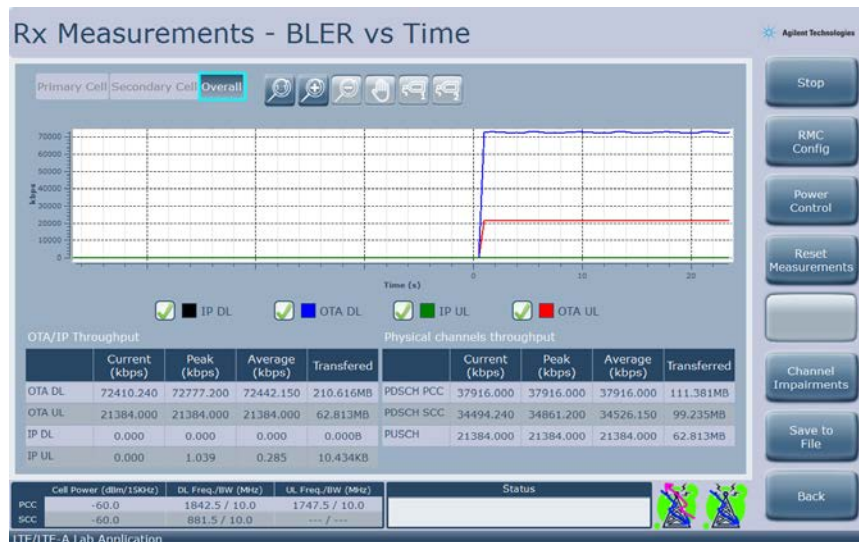 Rx Measurements - BLER vs Time
Agilent Technologies
Primary Cell Secondary Cell Overall
Stop
RMC
Config
Power
Control
Reset
Measurements
Channel
Impairments
Save to
File
Back
kbps
70000
60000
50000
40000
30000
20000
10000
0
0 10 20
Time (s)
IP DL OTA DL IP UL OTA UL
OTA/IP Throughput
Current (kbps) Peak (kbps) Average (kbps) Transfered
OTA DL 72410.240 72777.200 72442.150 210.616MB
OTA UL 21384.000 21384.000 21384.000 62.813MB
IP DL 0.000 0.000 0.000 0.000B
IP UL 0.000 1.039 0.285 10.434KB
Physical channels throughput
Current (kbps) Peak (kbps) Average (kbps) Transferred
PDSCH PCC 37916.000 37916.000 37916.000 111.381MB
PDSCH SCC 34494.240 34861.200 34526.150 99.235MB
PUSCH 21384.000 21384.000 21384.000 62.813MB
Cell Power (dBm/15KHz) DL Freq./BW (MHz) UL Freq./BW (MHz) Status
PCC -60.0 1842.5 / 10.0 1747.5 / 10.0
SCC -60.0 881.5 / 10.0 --- / ---
LTE/LTE-A Lab Application